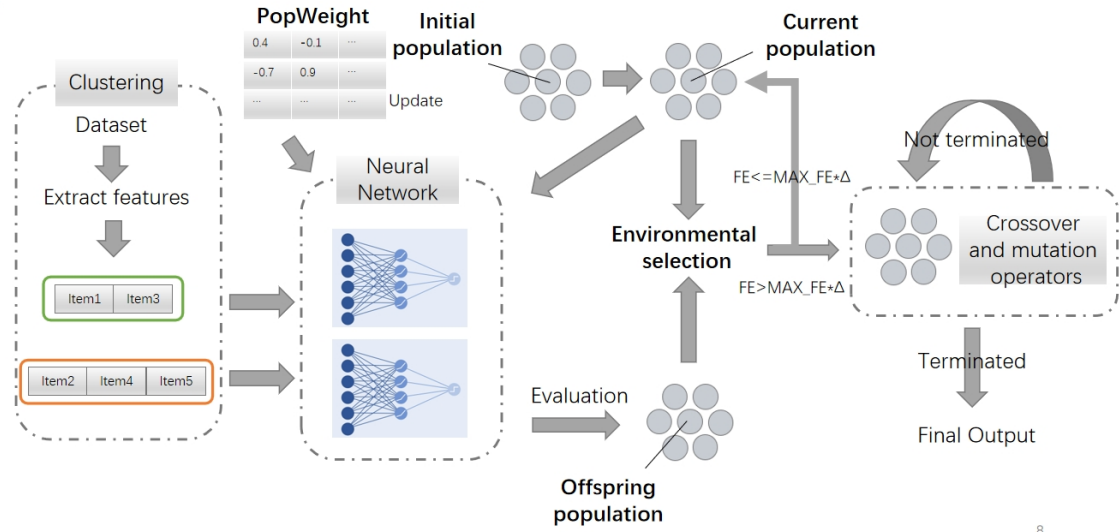 PopWeight
0.4 -0.1 ...
-0.7 0.9 ...
... ... ...
Update
Initial
population
Current
population
Clustering
Dataset
Extract features
Item1 Item3
Item2 Item4 Item5
Neural
Network
Evaluation
Offspring
population
Environmental
selection
FE<=MAX_FE*Δ
FE>MAX_FE*Δ
Not terminated
Crossover
and mutation
operators
Terminated
Final Output
8